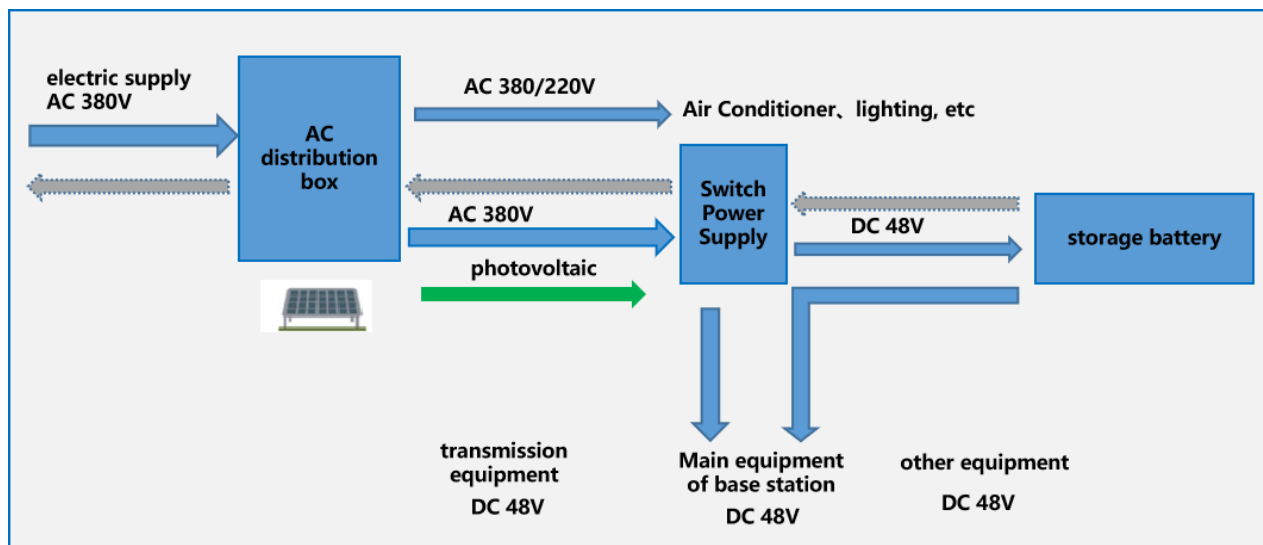 electric supply
AC 380V
AC
distribution
box
AC 380/220V
Air Conditioner、lighting, etc
Switch
Power
Supply
AC 380V
DC 48V
storage battery
photovoltaic
transmission
equipment
DC 48V
Main equipment
of base station
DC 48V
other equipment
DC 48V